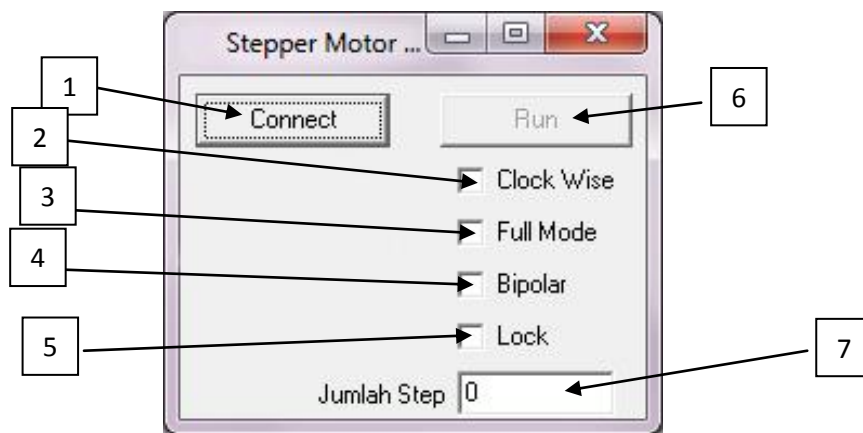 Stepper Motor ...
1
Connect
Run
6
2
Clock Wise
3
Full Mode
4
Bipolar
5
Lock
7
Jumlah Step 0